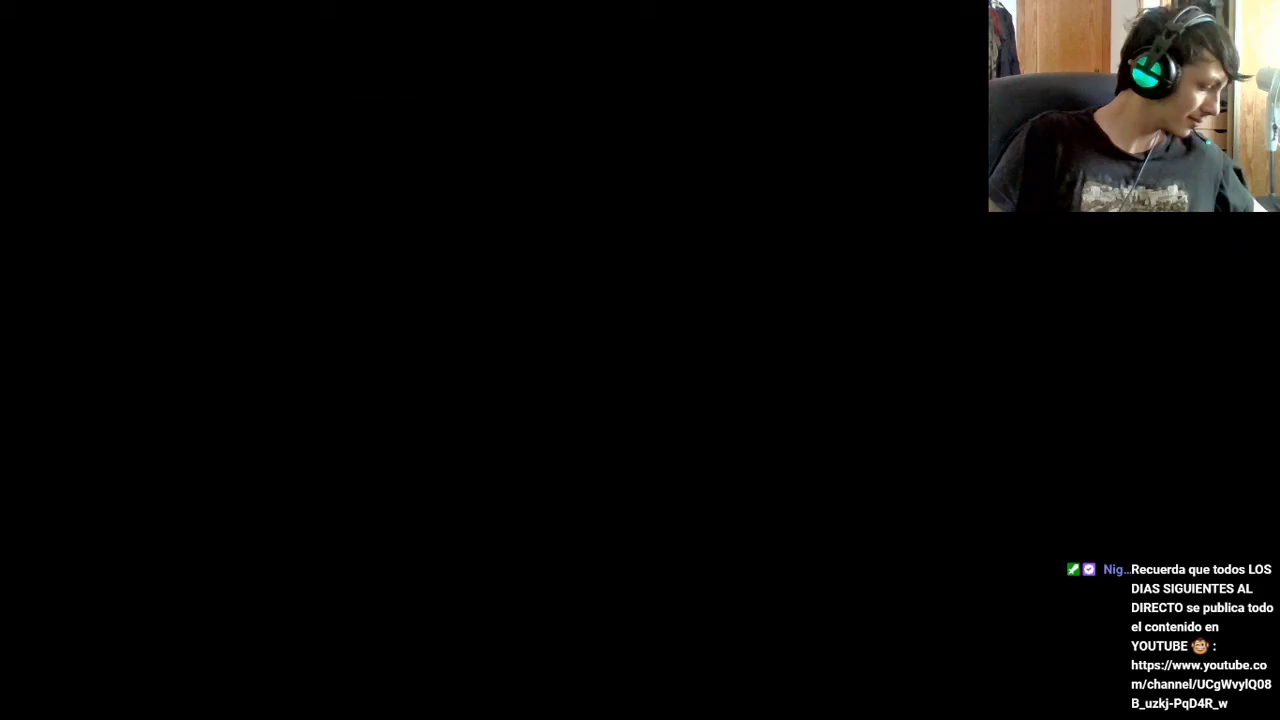 Nig... Recuerda que todos LOS
DIAS SIGUIENTES AL
DIRECTO se publica todo
el contenido en
YOUTUBE 🐵 :
https://www.youtube.co
m/channel/UCgWvylQ08
B_uzkj-PqD4R_w